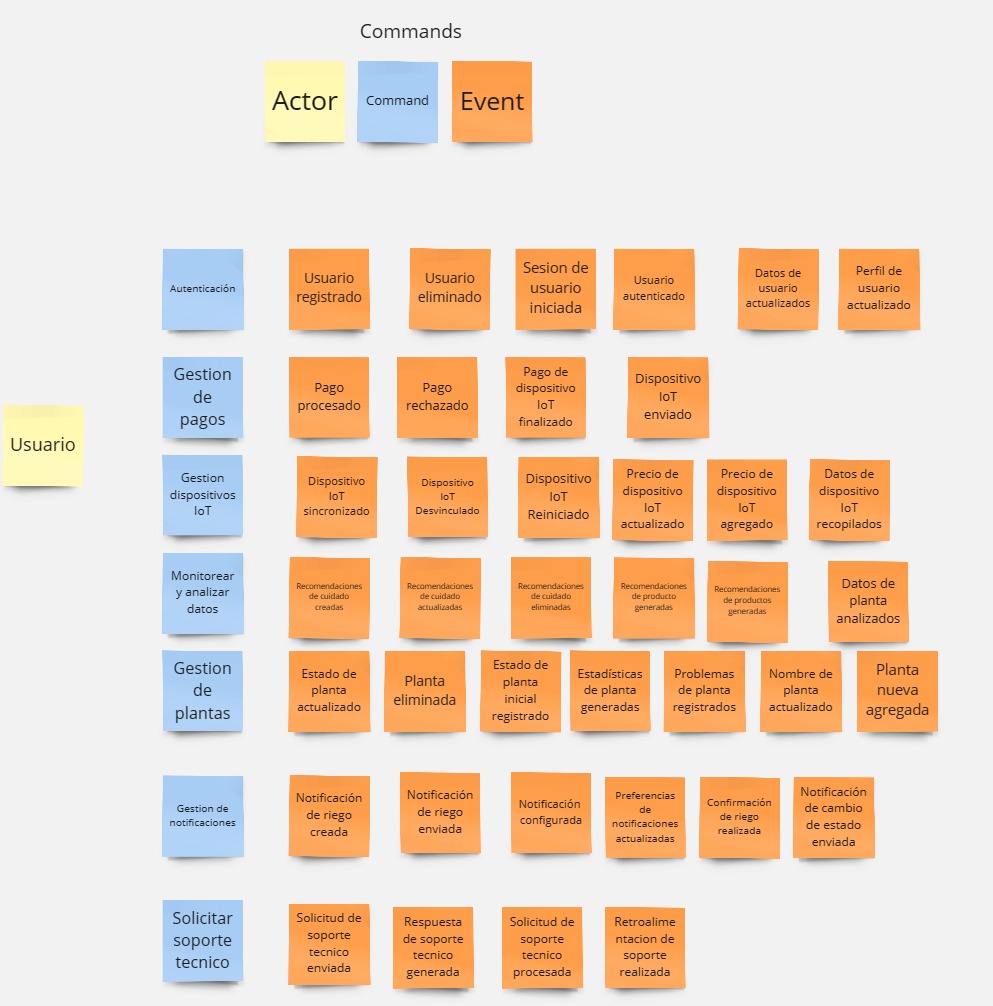 Commands
Actor
Command
Event
Autenticación
Usuario
registrado
Usuario
eliminado
Sesion de
usuario
iniciada
Usuario
autenticado
Datos de
usuario
actualizados
Perfil de
usuario
actualizado
Usuario
Gestion
de
pagos
Pago
procesado
Pago
rechazado
Pago de
dispositivo
IoT
finalizado
Dispositivo
IoT
enviado
Gestion
dispositivos
IoT
Dispositivo
IoT
sincronizado
Dispositivo
IoT
Desvinculado
Dispositivo
IoT
Reiniciado
Precio de
dispositivo
IoT
actualizado
Precio de
dispositivo
IoT
agregado
Datos de
dispositivo
IoT
recopilados
Monitorear
y analizar
datos
Recomendaciones
de cuidado
creadas
Recomendaciones
de cuidado
actualizadas
Recomendaciones
de cuidado
eliminadas
Recomendaciones
de producto
generadas
Recomendaciones
de productos
generadas
Datos de
planta
analizados
Gestion
de
plantas
Estado de
planta
actualizado
Planta
eliminada
Estado de
planta
inicial
registrado
Estadísticas
de planta
generadas
Problemas
de planta
registrados
Nombre de
planta
actualizado
Planta
nueva
agregada
Gestion de
notificaciones
Notificación
de riego
creada
Notificación
de riego
enviada
Notificación
configurada
Preferencias
de
notificaciones
actualizadas
Confirmación
de riego
realizada
Notificación
de cambio
de estado
enviada
Solicitar
soporte
tecnico
Solicitud de
soporte
tecnico
enviada
Respuesta
de soporte
tecnico
generada
Solicitud de
soporte
tecnico
procesada
Retroalime
ntacion de
soporte
realizada